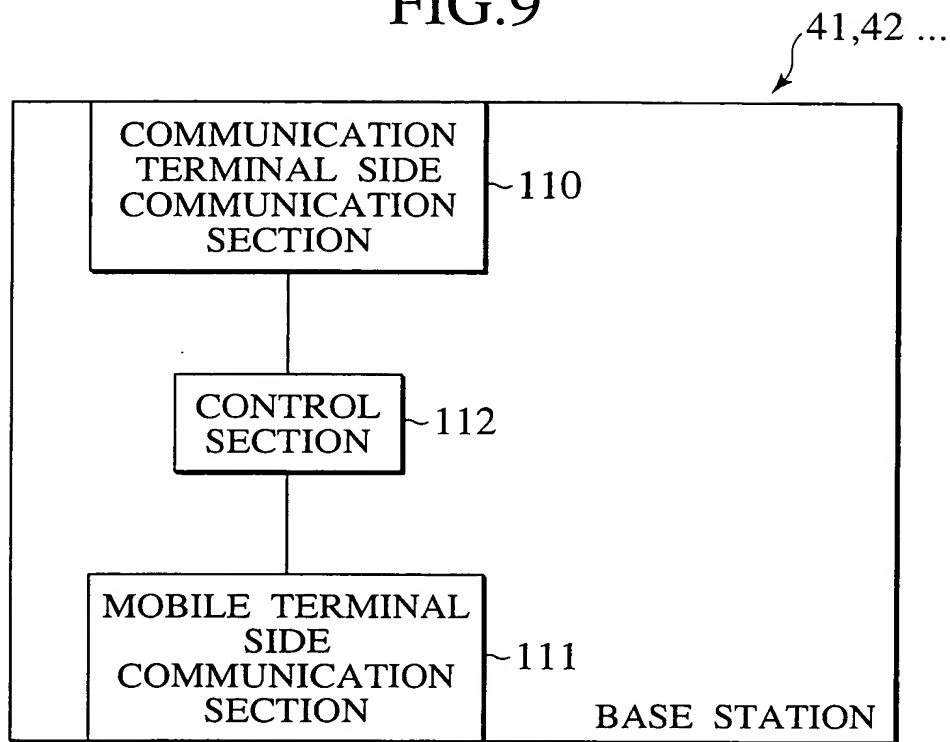 FIG.9
41,42 ...
COMMUNICATION
TERMINAL SIDE
COMMUNICATION
SECTION
110
CONTROL
SECTION
112
MOBILE TERMINAL
SIDE
COMMUNICATION
SECTION
111
BASE STATION